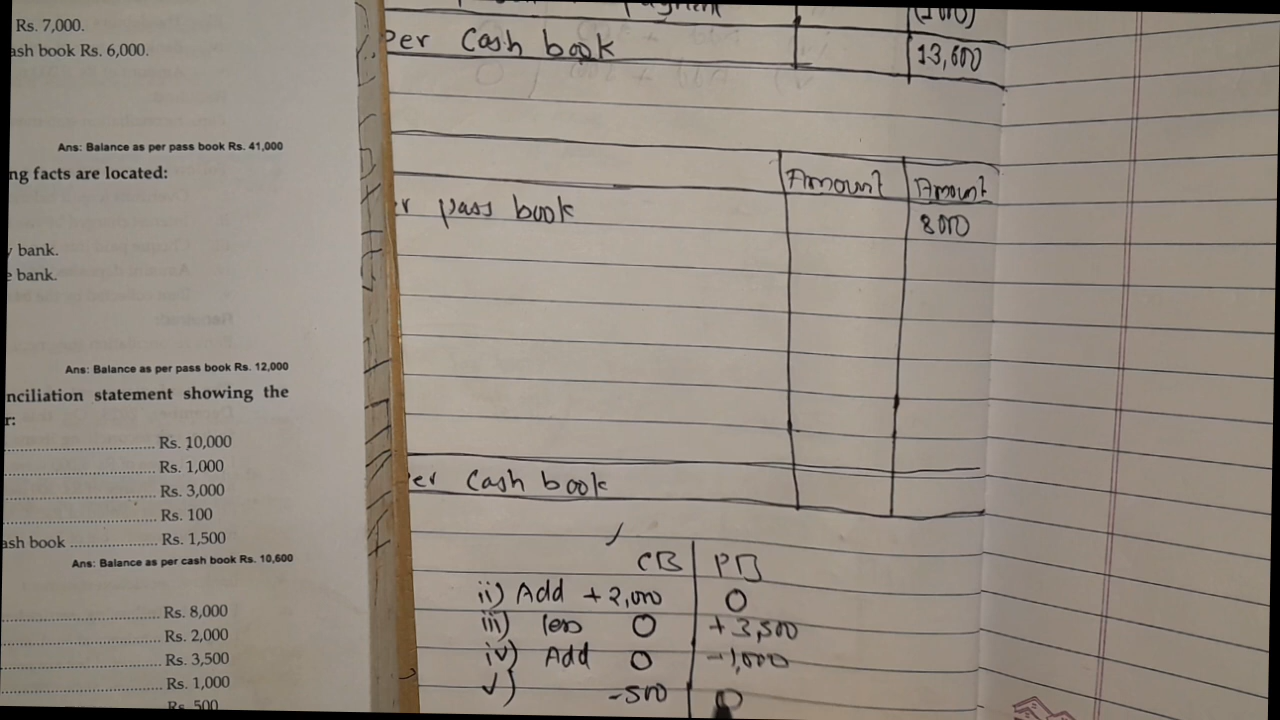 Rs. 7,000.
ash book Rs. 6,000.
Ans: Balance as per pass book Rs. 41,000
ng facts are located:
bank.
e bank.
Ans: Balance as per pass book Rs. 12,000
nciliation statement showing the
r:
Rs. 10,000
Rs. 1,000
Rs. 3,000
Rs. 100
ash book Rs. 1,500
Ans: Balance as per cash book Rs. 10,600
Rs. 8,000
Rs. 2,000
Rs. 3,500
Rs. 1,000
Rs. 500
per Cash book 13,600
Amount Amount
er pass book 8000
er Cash book
CB PB
ii) Add +2,000 0
iii) less 0 +3,500
iv) Add 0 -1,000
v) -500 0